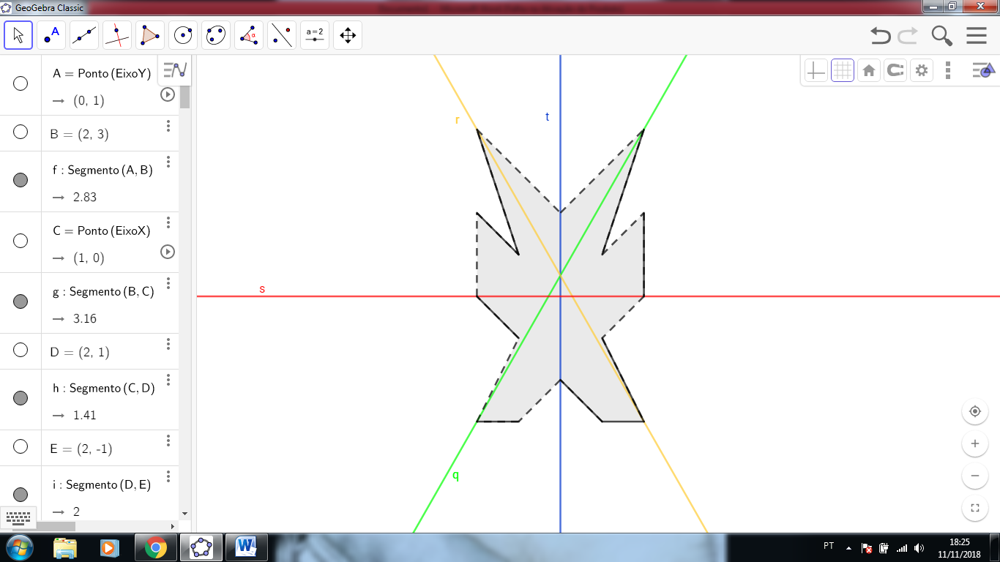 GeoGebra Classic
A
a=2
α
A = Ponto (EixoY)
→ (0, 1)
B = (2, 3)
f : Segmento (A, B)
→ 2.83
C = Ponto (EixoX)
→ (1, 0)
g : Segmento (B, C)
→ 3.16
D = (2, 1)
h : Segmento (C, D)
→ 1.41
E = (2, -1)
i : Segmento (D, E)
→ 2
r
t
s
q
PT
18:25
11/11/2018